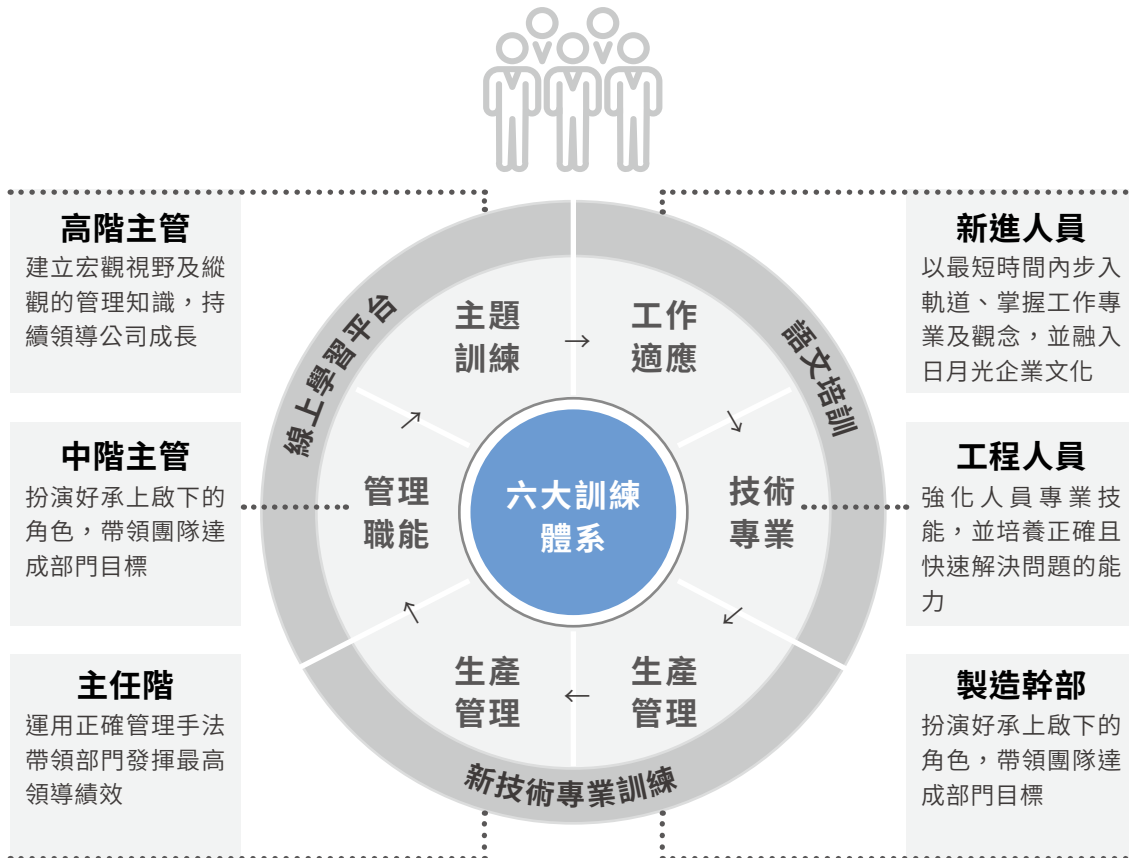 高階主管
建立宏觀視野及縱
觀的管理知識，持
續領導公司成長
中階主管
扮演好承上啟下的
角色，帶領團隊達
成部門目標
主任階
運用正確管理手法
帶領部門發揮最高
領導績效
線上學習平台
語文培訓
新技術專業訓練
主題
訓練
→
工作
適應
→
技術
專業
→
生產
管理
←
生產
管理
→
管理
職能
→
六大訓練
體系
新進人員
以最短時間內步入
軌道、掌握工作專
業及觀念，並融入
日月光企業文化
工程人員
強化人員專業技
能，並培養正確且
快速解決問題的能
力
製造幹部
扮演好承上啟下的
角色，帶領團隊達
成部門目標